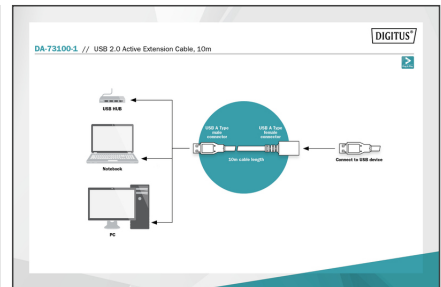 DIGITUS®
DA-73100-1 // USB 2.0 Active Extension Cable, 10m
USB HUB
USB A Type
male
connector
USB A Type
female
connector
10m cable length
Connect to USB device
Notebook
PC